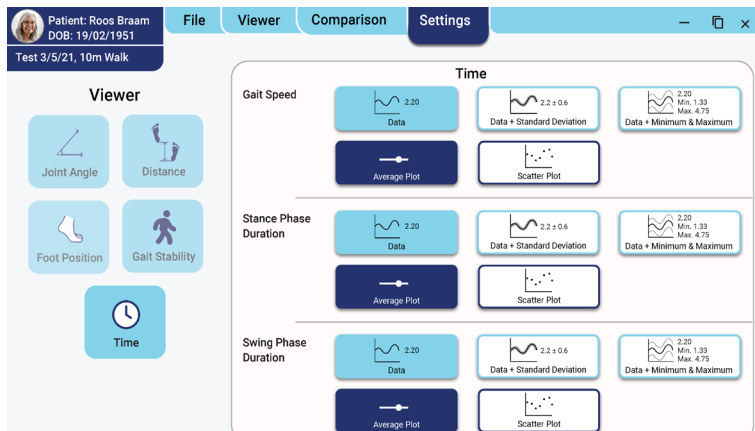 Patient: Roos Braam
DOB: 19/02/1951
Test 3/5/21, 10m Walk
File
Viewer
Comparison
Settings
Viewer
Joint Angle
Distance
Foot Position
Gait Stability
Time
Time
Gait Speed
2.20
Data
2.2 ± 0.6
Data + Standard Deviation
2.20
Min. 1.33
Max. 4.75
Data + Minimum & Maximum
Average Plot
Scatter Plot
Stance Phase
Duration
2.20
Data
2.2 ± 0.6
Data + Standard Deviation
2.20
Min. 1.33
Max. 4.75
Data + Minimum & Maximum
Average Plot
Scatter Plot
Swing Phase
Duration
2.20
Data
2.2 ± 0.6
Data + Standard Deviation
2.20
Min. 1.33
Max. 4.75
Data + Minimum & Maximum
Average Plot
Scatter Plot